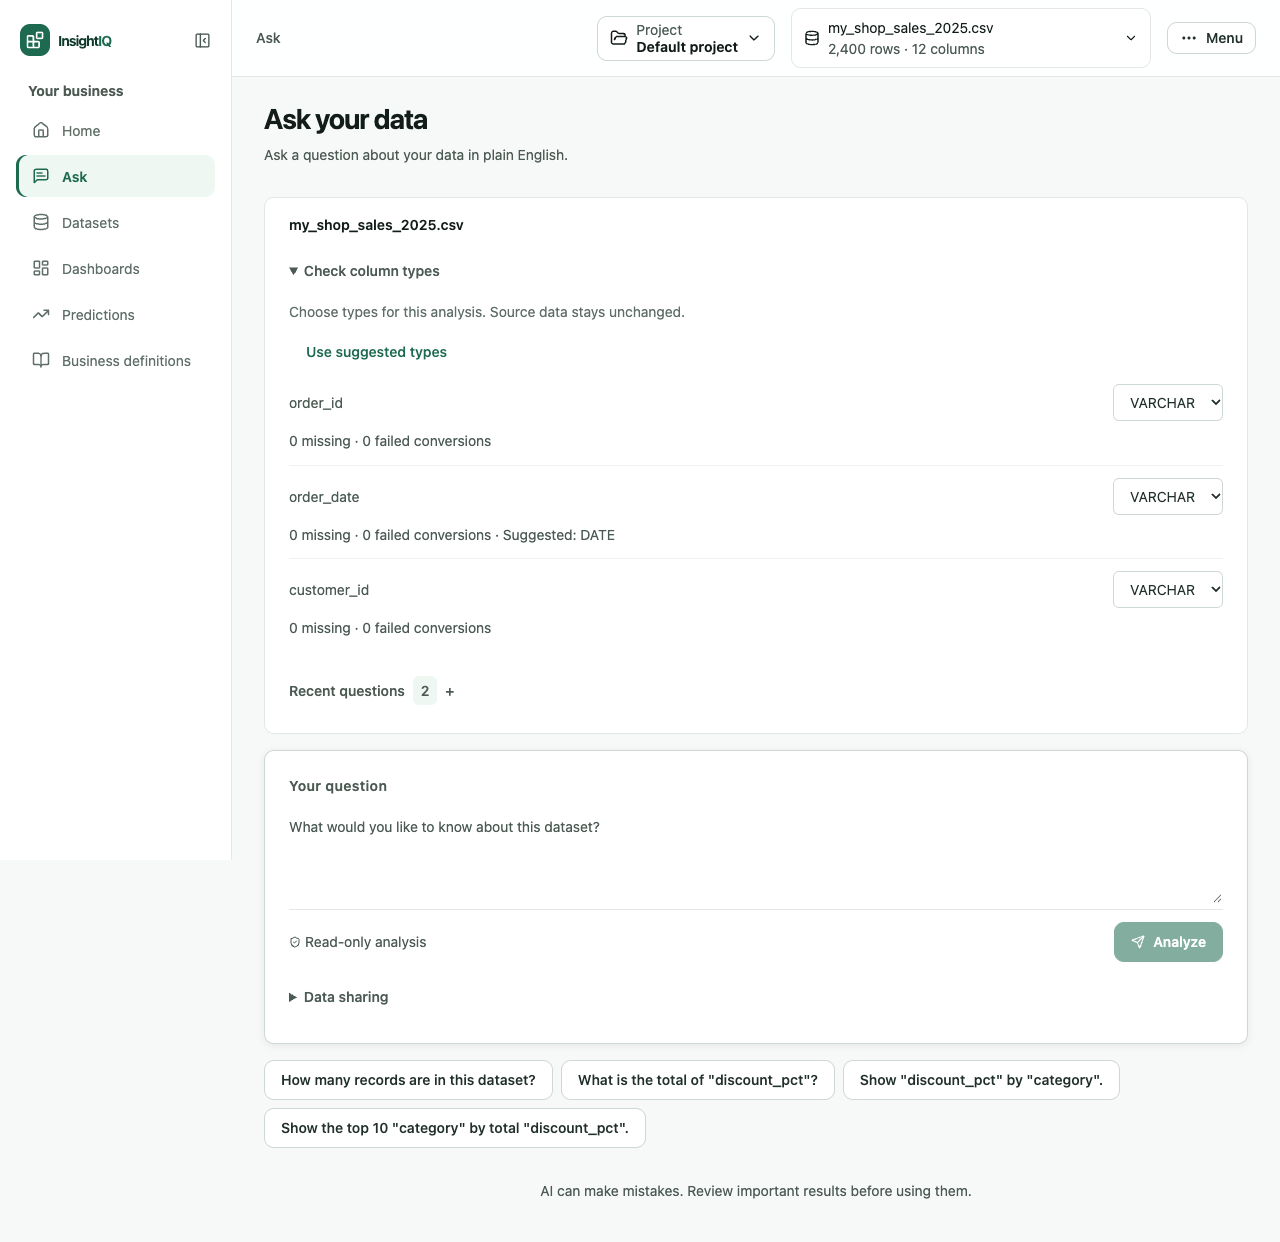 InsightIQ
Your business
Home
Ask
Datasets
Dashboards
Predictions
Business definitions
Ask
Project
Default project
my_shop_sales_2025.csv
2,400 rows · 12 columns
Menu
Ask your data
Ask a question about your data in plain English.
my_shop_sales_2025.csv
Check column types
Choose types for this analysis. Source data stays unchanged.
Use suggested types
order_id
VARCHAR
0 missing · 0 failed conversions
order_date
VARCHAR
0 missing · 0 failed conversions · Suggested: DATE
customer_id
VARCHAR
0 missing · 0 failed conversions
Recent questions 2 +
Your question
What would you like to know about this dataset?
Read-only analysis
Analyze
Data sharing
How many records are in this dataset?
What is the total of "discount_pct"?
Show "discount_pct" by "category".
Show the top 10 "category" by total "discount_pct".
AI can make mistakes. Review important results before using them.